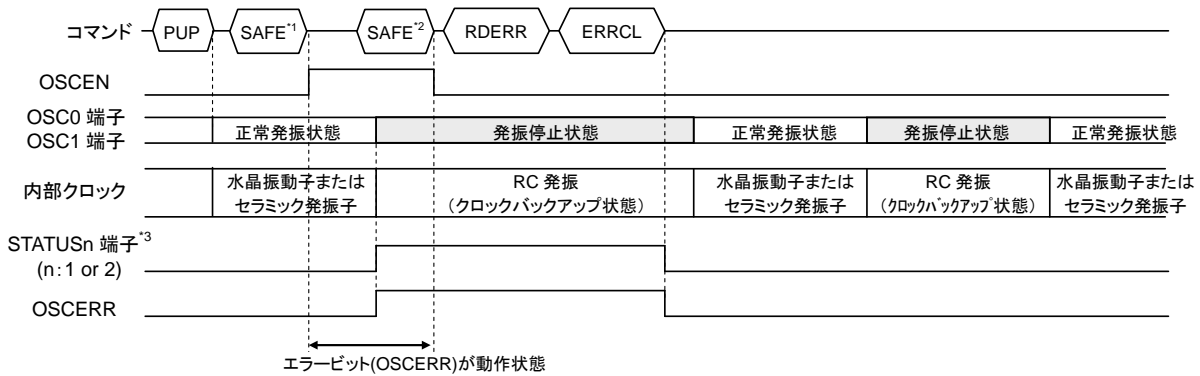 コマンド PUP SAFE*1 SAFE*2 RDERR ERRCL
OSCEN
OSC0 端子
OSC1 端子
正常発振状態 発振停止状態 正常発振状態 発振停止状態 正常発振状態
内部クロック
水晶振動子または RC 発振 水晶振動子または RC 発振 水晶振動子または
セラミック発振子 (クロックバックアップ状態) セラミック発振子 (クロックバックアップ状態) セラミック発振子
STATUSn 端子*3
(n:1 or 2)
OSCERR
エラービット(OSCERR)が動作状態